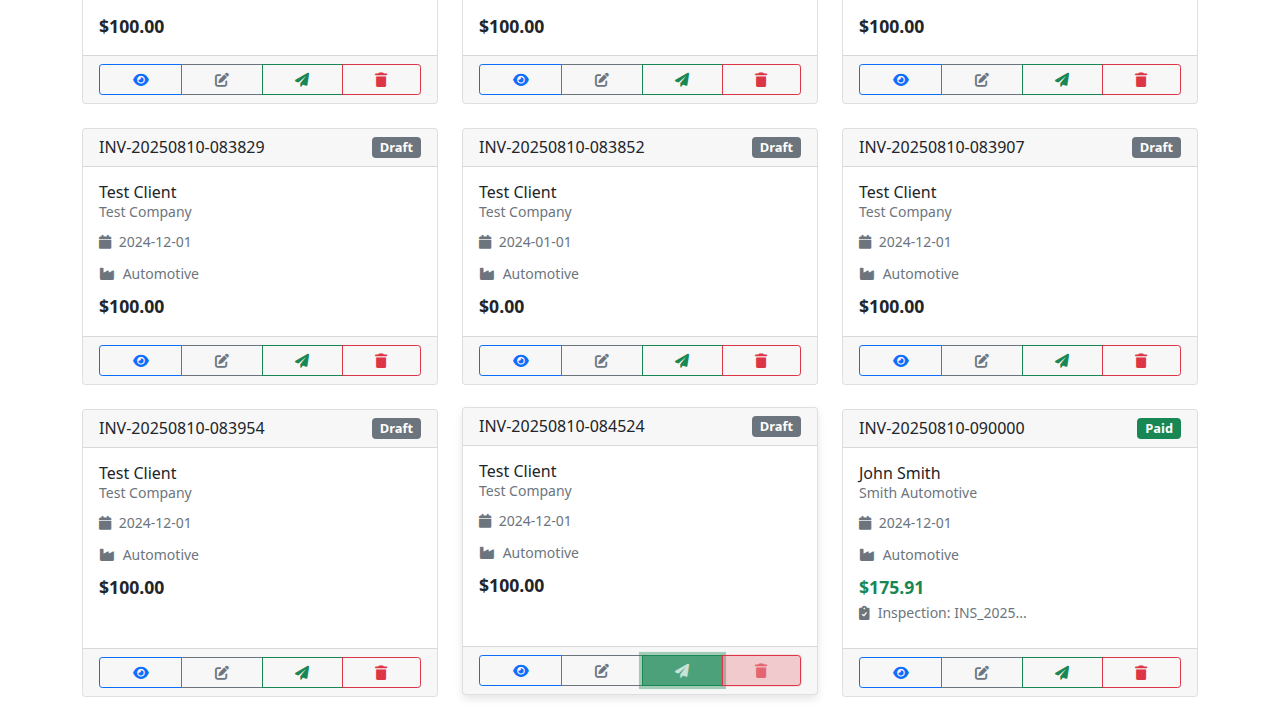 $100.00
$100.00
$100.00
INV-20250810-083829
Draft
Test Client
Test Company
2024-12-01
Automotive
$100.00
INV-20250810-083852
Draft
Test Client
Test Company
2024-01-01
Automotive
$0.00
INV-20250810-083907
Draft
Test Client
Test Company
2024-12-01
Automotive
$100.00
INV-20250810-083954
Draft
Test Client
Test Company
2024-12-01
Automotive
$100.00
INV-20250810-084524
Draft
Test Client
Test Company
2024-12-01
Automotive
$100.00
INV-20250810-090000
Paid
John Smith
Smith Automotive
2024-12-01
Automotive
$175.91
Inspection: INS_2025...